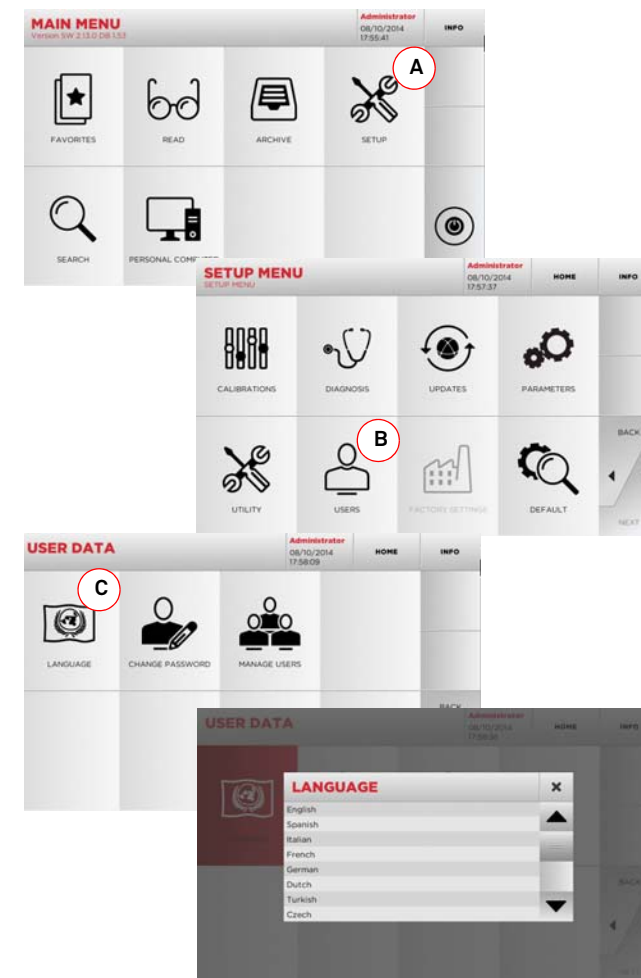 MAIN MENU
Version SW 2.13.0 DB 1.53
Administrator
08/10/2014
17:55:41
INFO
A
FAVORITES
READ
ARCHIVE
SETUP
SEARCH
SETUP MENU
SETUP MENU
Administrator
08/10/2014
17:57:37
HOME
INFO
CALIBRATIONS
DIAGNOSIS
UPDATES
PARAMETERS
B
BACK
UTILITY
USERS
FACTORY SETTINGS
DEFAULT
NEXT
USER DATA
Administrator
08/10/2014
17:58:09
HOME
INFO
C
LANGUAGE
CHANGE PASSWORD
MANAGE USERS
BACK
USER DATA
Administrator
08/10/2014
HOME
INFO
LANGUAGE
English
Spanish
Italian
French
German
Dutch
Turkish
Czech
BACK